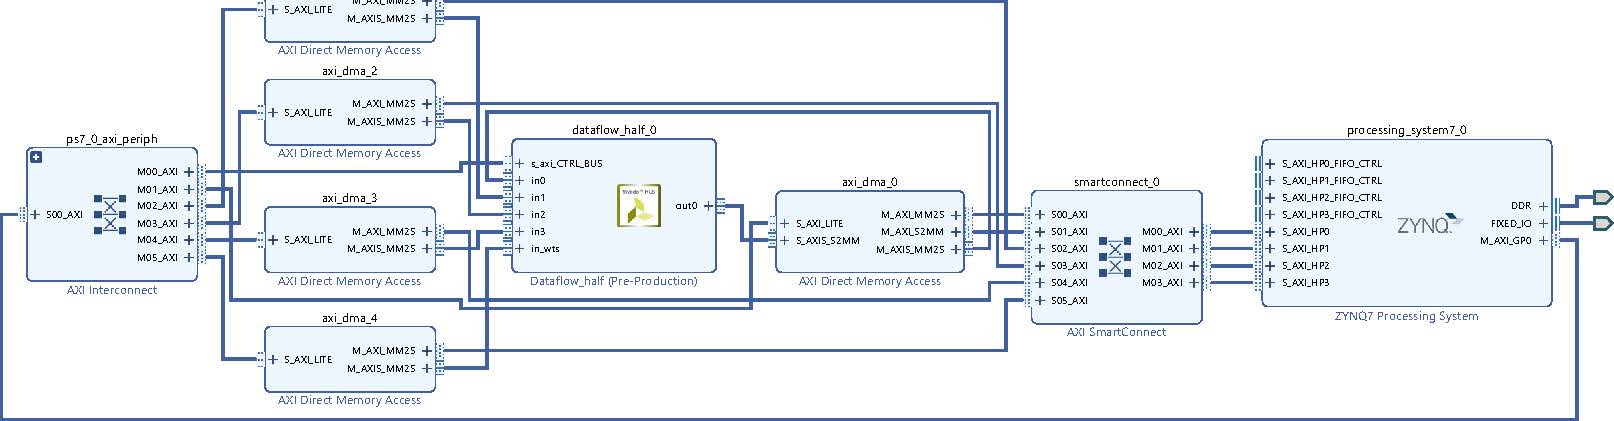 S_AXI_LITE
M_AXI_MM2S
M_AXIS_MM2S
AXI Direct Memory Access
axi_dma_2
S_AXI_LITE
M_AXI_MM2S
M_AXIS_MM2S
AXI Direct Memory Access
ps7_0_axi_periph
S00_AXI
M00_AXI
M01_AXI
M02_AXI
M03_AXI
M04_AXI
M05_AXI
AXI Interconnect
axi_dma_3
S_AXI_LITE
M_AXI_MM2S
M_AXIS_MM2S
AXI Direct Memory Access
axi_dma_4
S_AXI_LITE
M_AXI_MM2S
M_AXIS_MM2S
AXI Direct Memory Access
dataflow_half_0
s_axi_CTRL_BUS
in0
in1
in2
in3
in_wts
Vivado™ HLS
out0
Dataflow_half (Pre-Production)
axi_dma_0
S_AXI_LITE
S_AXIS_S2MM
M_AXI_MM2S
M_AXI_S2MM
M_AXIS_MM2S
AXI Direct Memory Access
smartconnect_0
S00_AXI
S01_AXI
S02_AXI
S03_AXI
S04_AXI
S05_AXI
M00_AXI
M01_AXI
M02_AXI
M03_AXI
AXI SmartConnect
processing_system7_0
S_AXI_HP0_FIFO_CTRL
S_AXI_HP1_FIFO_CTRL
S_AXI_HP2_FIFO_CTRL
S_AXI_HP3_FIFO_CTRL
S_AXI_HP0
S_AXI_HP1
S_AXI_HP2
S_AXI_HP3
ZYNQ
DDR
FIXED_IO
M_AXI_GP0
ZYNQ7 Processing System